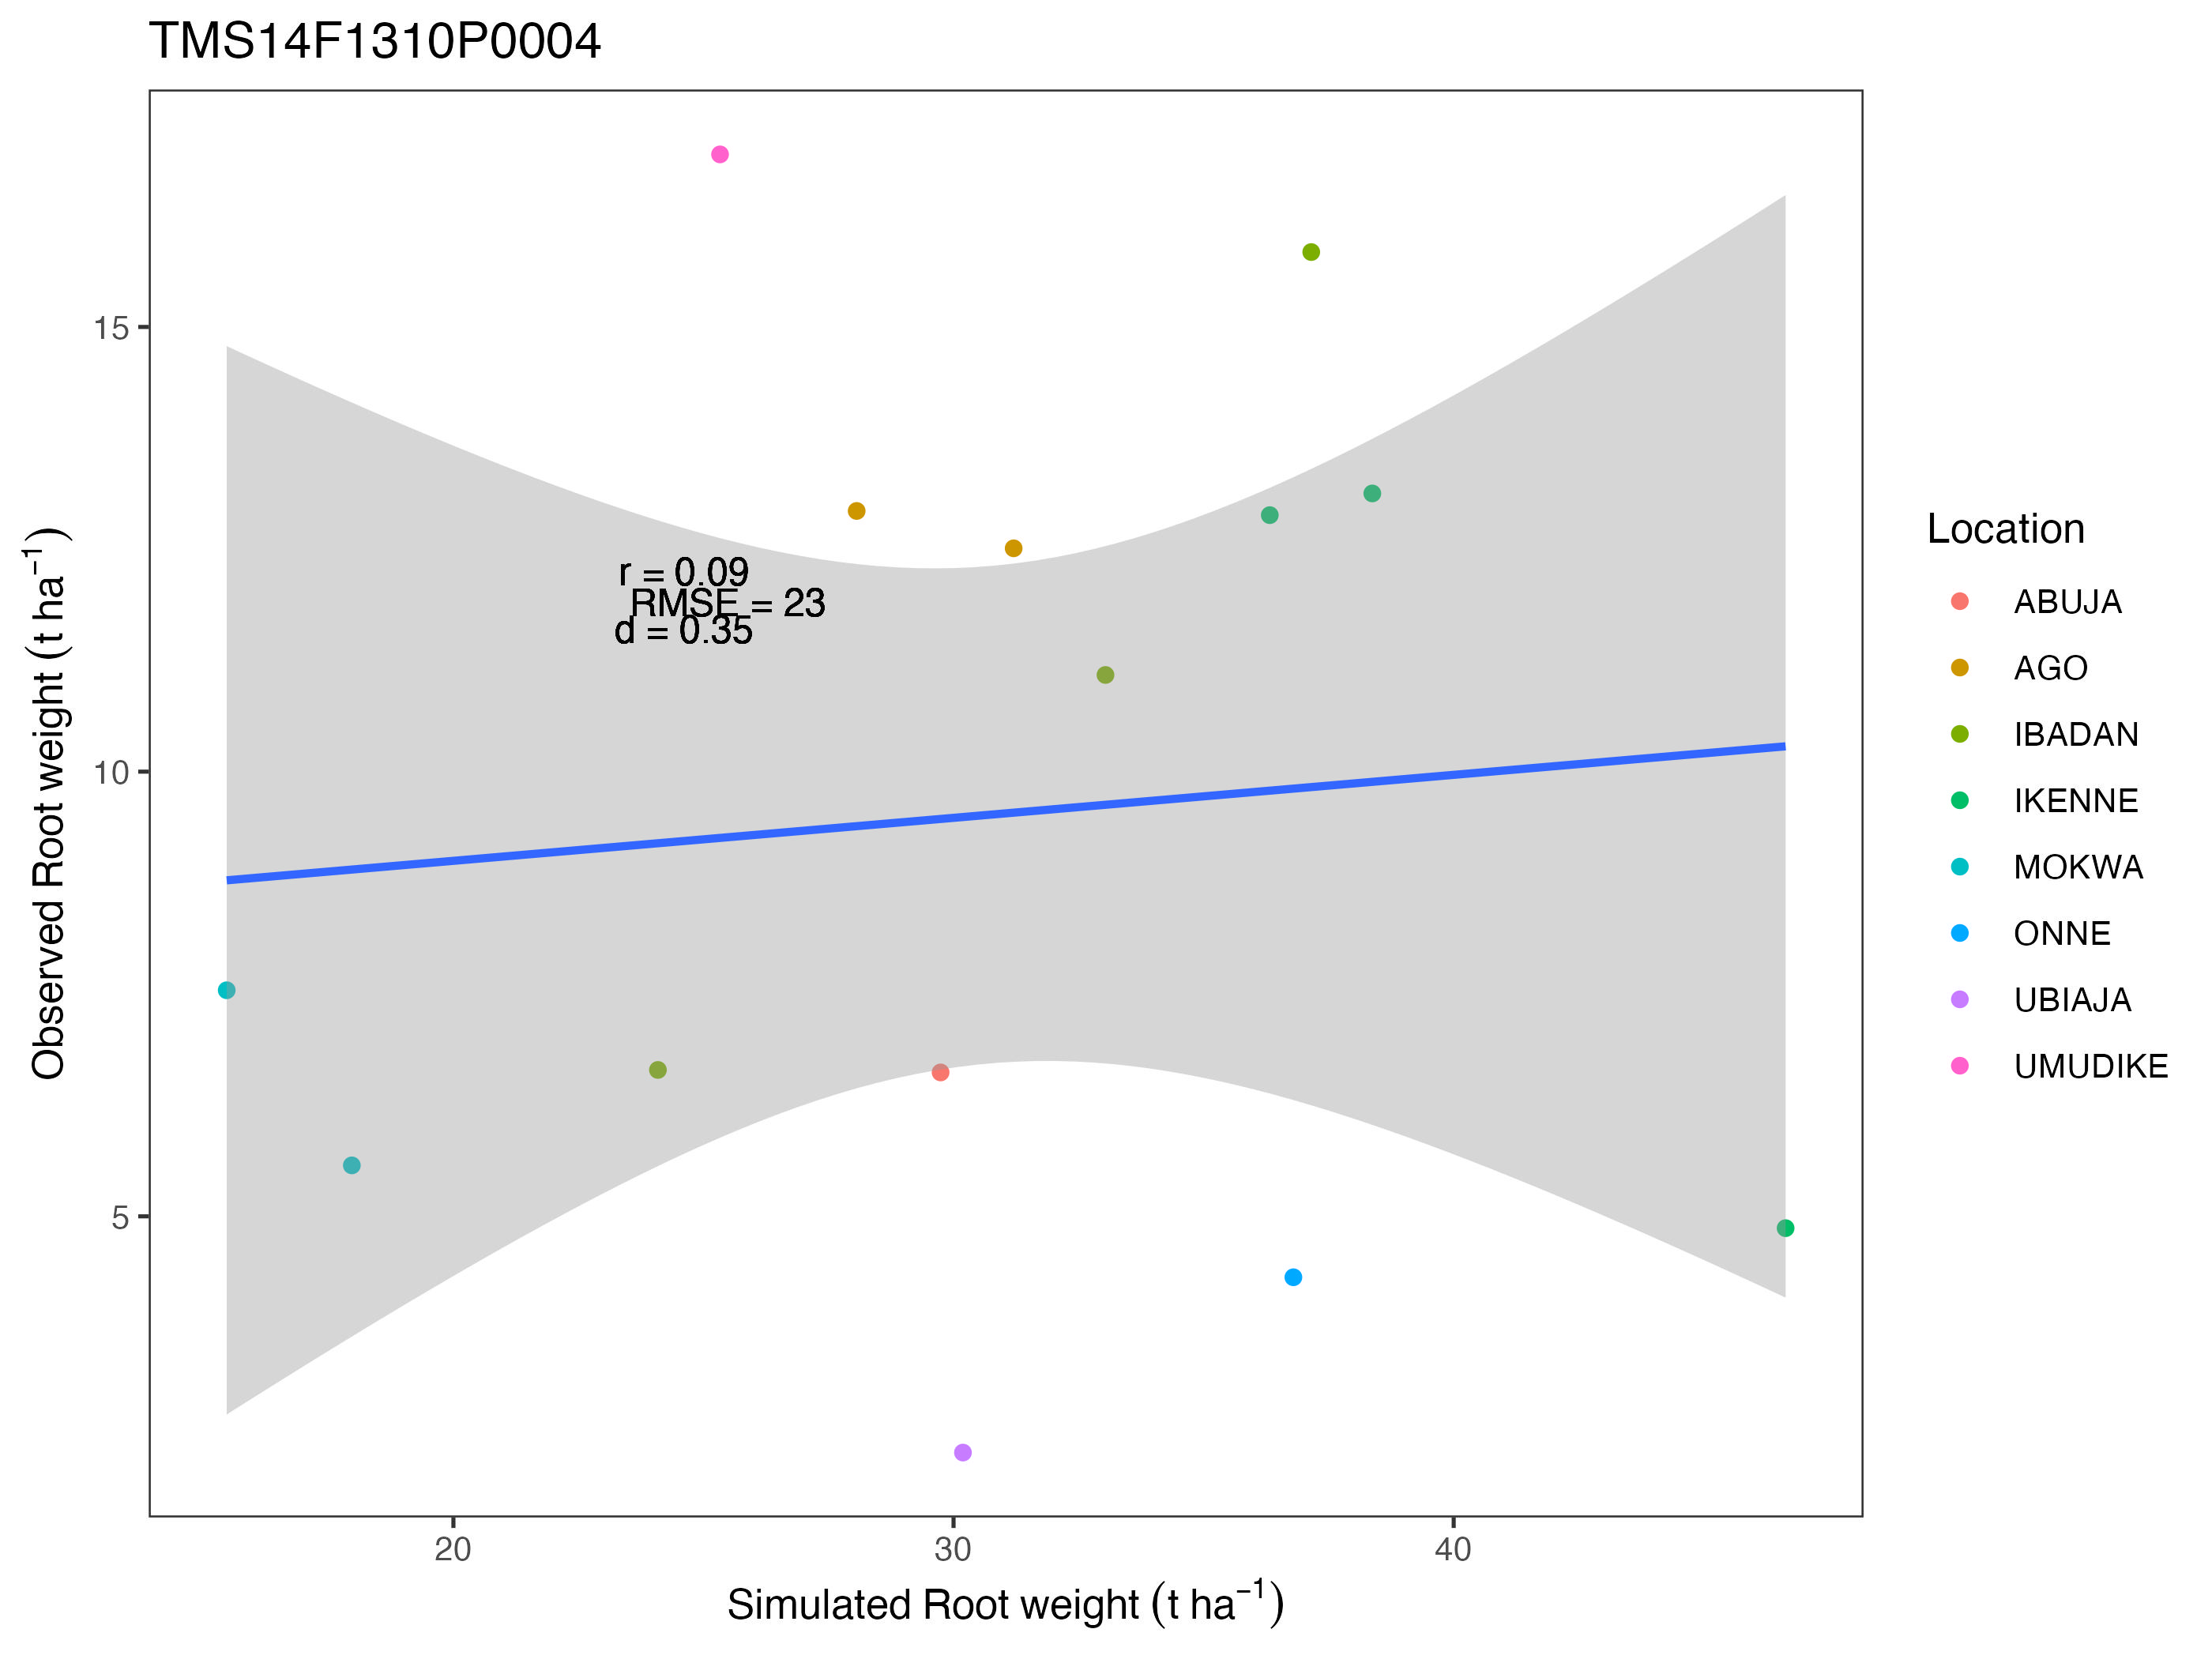 TMS14F1310P0004
Observed Root weight (t ha⁻¹)
15
10
5
r = 0.09
RMSE = 23
d = 0.35
20
30
40
Simulated Root weight (t ha⁻¹)
Location
ABUJA
AGO
IBADAN
IKENNE
MOKWA
ONNE
UBIAJA
UMUDIKE